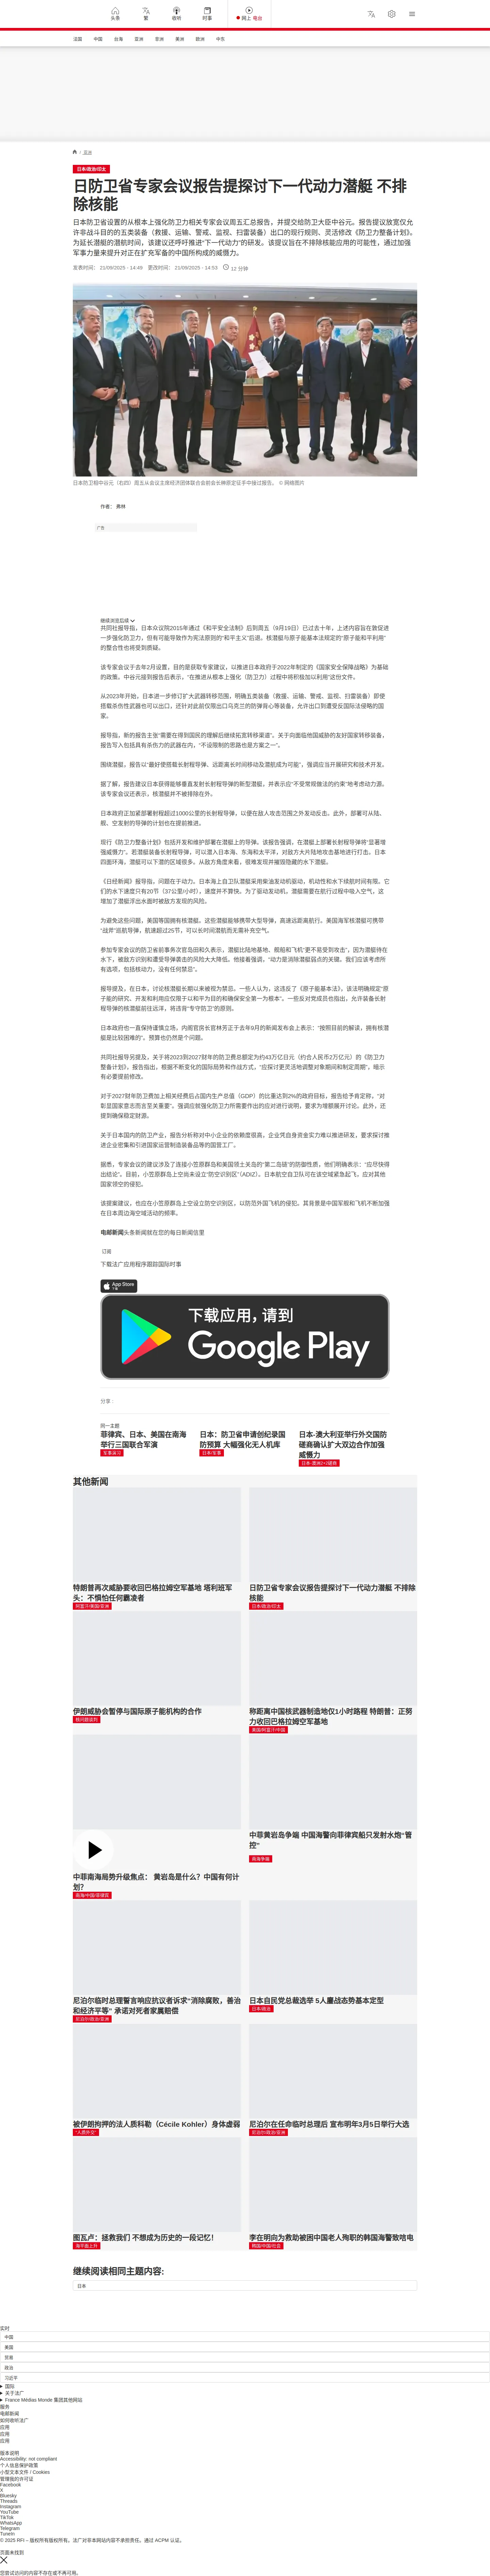 头条
繁
收听
时事
网上 电台
法国
中国
台海
亚洲
非洲
美洲
欧洲
中东
/ 亚洲
日本/政治/印太
日防卫省专家会议报告提探讨下一代动力潜艇 不排除核能
日本防卫省设置的从根本上强化防卫力相关专家会议周五汇总报告，并提交给防卫大臣中谷元。报告提议放宽仅允许非战斗目的的五类装备（救援、运输、警戒、监视、扫雷装备）出口的现行规则、灵活修改《防卫力整备计划》。为延长潜艇的潜航时间，该建议还呼吁推进“下一代动力”的研发。该提议旨在不排除核能应用的可能性，通过加强军事力量来提升对正在扩充军备的中国所构成的威慑力。
发表时间： 21/09/2025 - 14:49 更改时间： 21/09/2025 - 14:53 12 分钟
日本防卫相中谷元（右四）周五从会议主席经济团体联合会前会长榊原定征手中接过报告。 © 网络图片
作者： 弗林
广告
继续浏览后续
共同社报导指，日本众议院2015年通过《和平安全法制》后到周五（9月19日）已过去十年，上述内容旨在敦促进一步强化防卫力，但有可能导致作为宪法原则的“和平主义”后退。核潜艇与原子能基本法规定的“原子能和平利用”的整合性也将受到质疑。
该专家会议于去年2月设置，目的是获取专家建议，以推进日本政府于2022年制定的《国家安全保障战略》为基础的政策。中谷元接到报告后表示，“在推进从根本上强化（防卫力）过程中将积极加以利用”这份文件。
从2023年开始，日本进一步修订扩大武器转移范围，明确五类装备（救援、运输、警戒、监视、扫雷装备）即使搭载杀伤性武器也可以出口，还针对此前仅限出口乌克兰的防弹背心等装备，允许出口到遭受反国际法侵略的国家。
报导指，新的报告主张“需要在得到国民的理解后继续拓宽转移渠道”。关于向面临他国威胁的友好国家转移装备，报告写入包括具有杀伤力的武器在内，“不设限制的思路也是方案之一”。
围绕潜艇，报告以“最好使搭载长射程导弹、远距离长时间移动及潜航成为可能”，强调应当开展研究和技术开发。
据了解，报告建议日本获得能够垂直发射长射程导弹的新型潜艇，并表示应“不受常规做法的约束”地考虑动力源。该专家会议还表示，核潜艇并不被排除在外。
日本政府正加紧部署射程超过1000公里的长射程导弹，以便在敌人攻击范围之外发动反击。此外，部署可从陆、舰、空发射的导弹的计划也在提前推进。
现行《防卫力整备计划》包括开发和维护部署在潜艇上的导弹。该报告强调，在潜艇上部署长射程导弹将“显著增强威慑力”。若潜艇装备长射程导弹，可以潜入日本海、东海和太平洋，对敌方大片陆地攻击基地进行打击。日本四面环海，潜艇可以下潜的区域很多。从敌方角度来看，很难发现并摧毁隐藏的水下潜艇。
《日经新闻》报导指，问题在于动力。日本海上自卫队潜艇采用柴油发动机驱动，机动性和水下续航时间有限。它们的水下速度只有20节（37公里/小时），速度并不算快。为了驱动发动机，潜艇需要在航行过程中吸入空气，这增加了潜艇浮出水面时被敌方发现的风险。
为避免这些问题，美国等国拥有核潜艇。这些潜艇能够携带大型导弹，高速远距离航行。美国海军核潜艇可携带“战斧”巡航导弹，航速超过25节，可以长时间潜航而无需补充空气。
参加专家会议的防卫省前事务次官岛田和久表示，潜艇比陆地基地、舰船和飞机“更不易受到攻击”，因为潜艇待在水下，被敌方识别和遭受导弹袭击的风险大大降低。他接着强调，“动力是消除潜艇弱点的关键。我们应该考虑所有选项，包括核动力，没有任何禁忌”。
报导提及，在日本，讨论核潜艇长期以来被视为禁忌。一些人认为，这违反了《原子能基本法》，该法明确规定“原子能的研究、开发和利用应仅限于以和平为目的和确保安全第一为根本”。一些反对党成员也指出，允许装备长射程导弹的核潜艇前往远洋，将违背“专守防卫”的原则。
日本政府也一直保持谨慎立场，内阁官房长官林芳正于去年9月的新闻发布会上表示：“按照目前的解读，拥有核潜艇是比较困难的”。预算也仍然是个问题。
共同社报导另提及，关于将2023到2027财年的防卫费总额定为约43万亿日元（约合人民币2万亿元）的《防卫力整备计划》，报告指出，根据不断变化的国际局势和作战方式，“应探讨更灵活地调整对象期间和制定周期”，暗示有必要提前修改。
对于2027财年防卫费加上相关经费后占国内生产总值（GDP）的比重达到2%的政府目标，报告给予肯定称，“对彰显国家意志而言至关重要”。强调应就强化防卫力所需要作出的应对进行说明，要求为增额展开讨论。此外，还提到确保稳定财源。
关于日本国内的防卫产业，报告分析称对中小企业的依赖度很高，企业凭自身资金实力难以推进研发，要求探讨推进企业密集和引进国家运营制造装备品等的国营工厂。
据悉，专家会议的建议涉及了连接小笠原群岛和美国领土关岛的“第二岛链”的防御性质，他们明确表示：“应尽快得出结论”。目前，小笠原群岛上空尚未设立“防空识别区”（ADIZ）。日本航空自卫队可在该空域紧急起飞，应对其他国家领空的侵犯。
该提案建议，也应在小笠原群岛上空设立防空识别区，以防范外国飞机的侵犯。其背景是中国军舰和飞机不断加强在日本周边海空域活动的频率。
电邮新闻头条新闻就在您的每日新闻信里
订阅
下载法广应用程序跟踪国际时事
App Store 下载
下载应用，请到
Google Play
分享 :
同一主题
菲律宾、日本、美国在南海举行三国联合军演
军事演习
日本：防卫省申请创纪录国防预算 大幅强化无人机库
日本/军事
日本-澳大利亚举行外交国防磋商确认扩大双边合作加强威慑力
日本-澳洲2+2磋商
其他新闻
特朗普再次威胁要收回巴格拉姆空军基地 塔利班军头：不惧怕任何霸凌者
阿富汗/美国/亚洲
日防卫省专家会议报告提探讨下一代动力潜艇 不排除核能
日本/政治/印太
伊朗威胁会暂停与国际原子能机构的合作
核问题谈判
称距离中国核武器制造地仅1小时路程 特朗普：正努力收回巴格拉姆空军基地
美国/阿富汗/中国
中菲南海局势升级焦点： 黄岩岛是什么？中国有何计划？
南海/中国/菲律宾
中菲黄岩岛争端 中国海警向菲律宾船只发射水炮“管控”
南海争端
尼泊尔临时总理誓言响应抗议者诉求“消除腐败，善治和经济平等” 承诺对死者家属赔偿
尼泊尔/政治/亚洲
日本自民党总裁选举 5人鏖战态势基本定型
日本/政治
被伊朗拘押的法人质科勒（Cécile Kohler）身体虚弱
“人质外交”
尼泊尔在任命临时总理后 宣布明年3月5日举行大选
尼泊尔/政治/亚洲
图瓦卢：拯救我们 不想成为历史的一段记忆！
海平面上升
李在明向为救助被困中国老人殉职的韩国海警致唁电
韩国/中国/社会
继续阅读相同主题内容:
日本
实时
中国
美国
贸易
政治
习近平
国际
关于法广
France Médias Monde 集团其他网站
服务
电邮新闻
如何收听法广
应用
应用
应用
版本说明
Accessibility: not compliant
个人信息保护政策
小型文本文件 / Cookies
管理我的许可证
Facebook
X
Bluesky
Threads
Instagram
YouTube
TikTok
WhatsApp
Telegram
TuneIn
© 2025 RFI – 版权所有版权所有。法广对非本网站内容不承担责任。通过 ACPM 认证。
页面未找到
您尝试访问的内容不存在或不再可用。